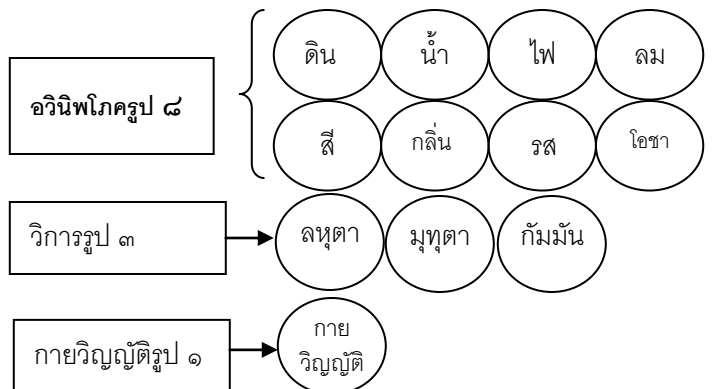 อวินิพโภครูป ๘
ดิน น้ำ ไฟ ลม
สี กลิ่น รส โอชา
วิการรูป ๓
ลหุตา มุทุตา กัมมัน
กายวิญญัติรูป ๑
กาย
วิญญัติ